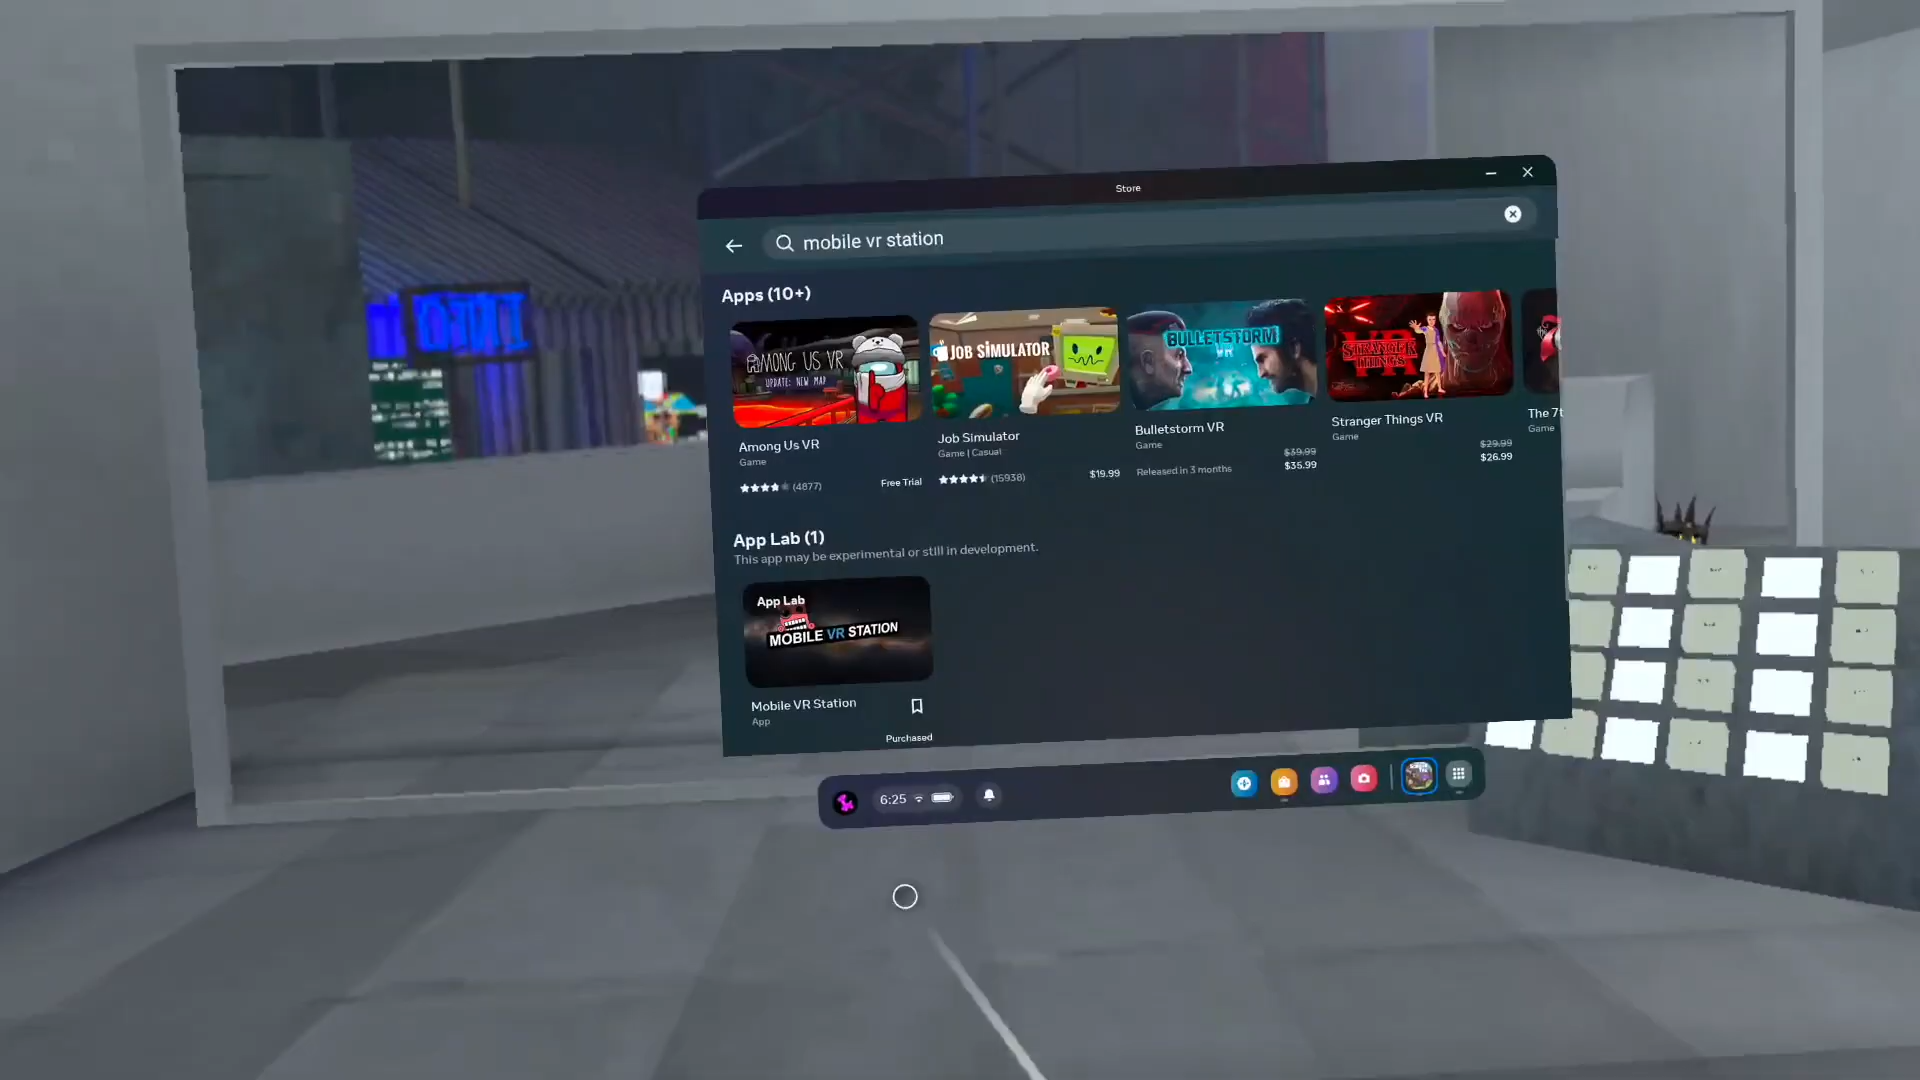 Store
mobile vr station
Apps (10+)
AMONG US VR
UPDATE: NEW MAP
JOB SIMULATOR
BULLETSTORM
VR
STRANGER
THINGS
VR
Among Us VR
Game
(4877)
Free Trial
Job Simulator
Game | Casual
(15938)
$19.99
Bulletstorm VR
Game
Released in 3 months
$39.99
$35.99
Stranger Things VR
Game
$29.99
$26.99
The 7t
Game
App Lab (1)
This app may be experimental or still in development.
App Lab
MOBILE VR STATION
Mobile VR Station
App
Purchased
6:25